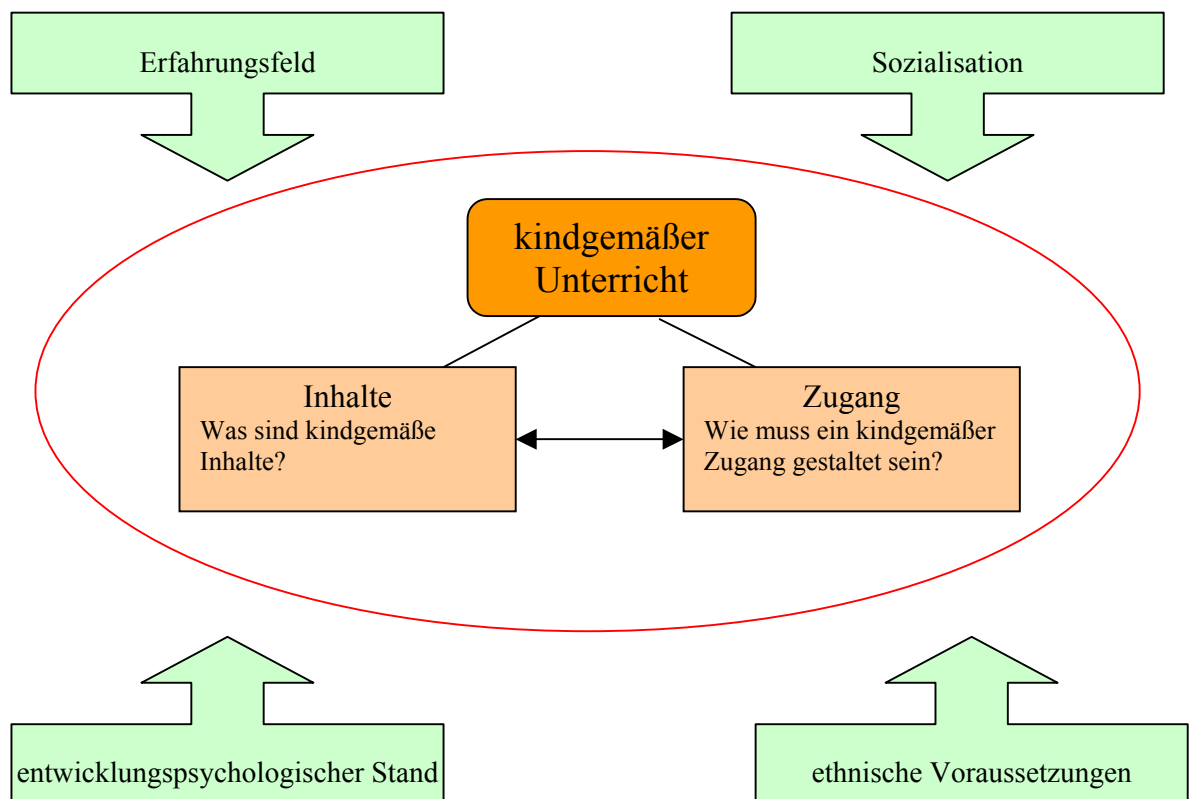 Erfahrungsfeld
Sozialisation
kindgemäßer
Unterricht
Inhalte
Was sind kindgemäße
Inhalte?
Zugang
Wie muss ein kindgemäßer
Zugang gestaltet sein?
entwicklungspsychologischer Stand
ethnische Voraussetzungen